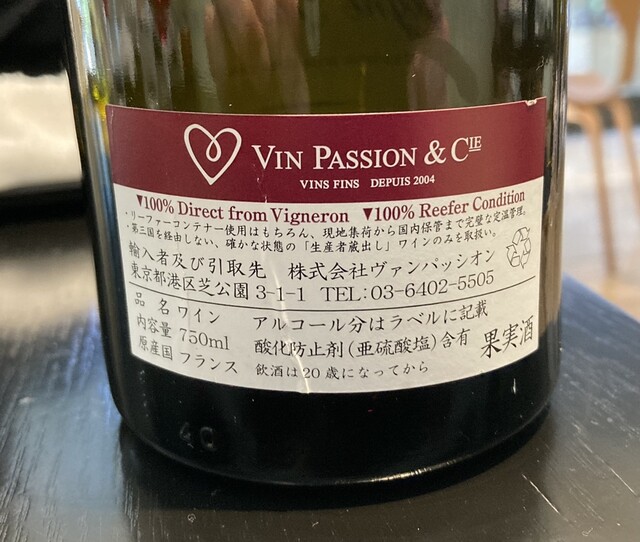 VIN PASSION & CIE
VINS FINS DEPUIS 2004
▼100% Direct from Vigneron ▼100% Reefer Condition
・リーファーコンテナー使用はもちろん、現地集荷から国内保管まで完璧な定温管理。
・第三国を経由しない、確かな状態の「生産者蔵出し」ワインのみを取扱い。
輸入者及び引取先 株式会社ヴァンパッシオン
東京都港区芝公園 3-1-1 TEL:03-6402-5505
品名 ワイン アルコール分はラベルに記載
内容量 750ml 酸化防止剤(亜硫酸塩)含有 果実酒
原産国 フランス 飲酒は20歳になってから
4C